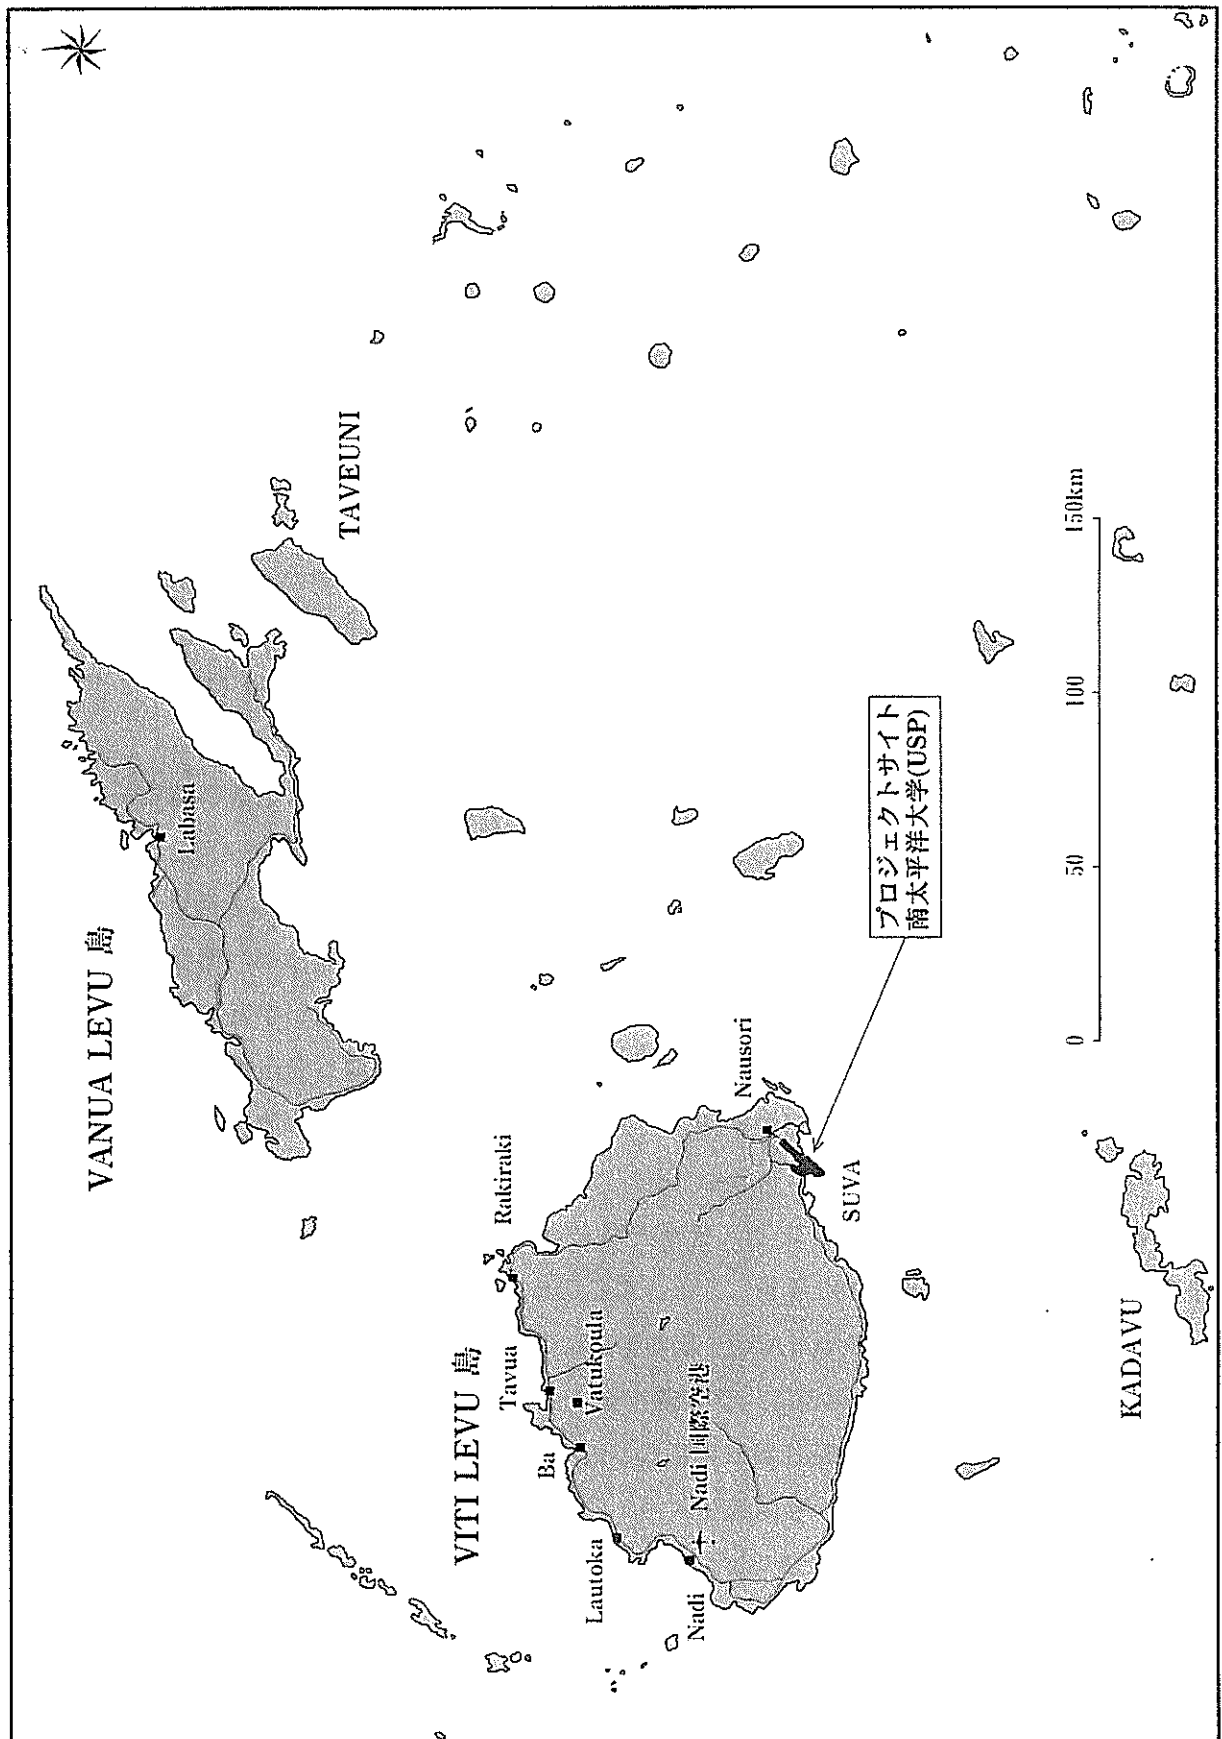 VANUA LEVU 島
Labasa
TAVEUNI
VITI LEVU 島
Rakiraki
Tavua
Vatukoula
Ba
Lautoka
Nadi
Nadi 国際空港
Nausori
SUVA
プロジェクトサイト
南太平洋大学(USP)
KADAVU
0 50 100 150km